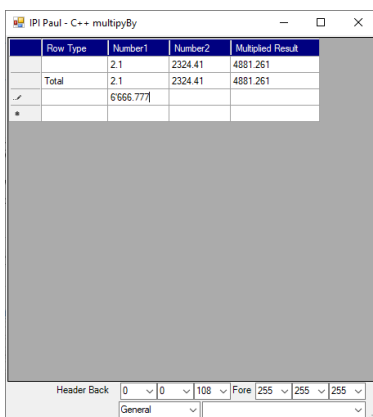 IPI Paul - C++ multipyBy
Row Type Number1 Number2 Multiplied Result
2.1 2324.41 4881.261
Total 2.1 2324.41 4881.261
6'666.777
Header Back 0 0 108 Fore 255 255 255
General